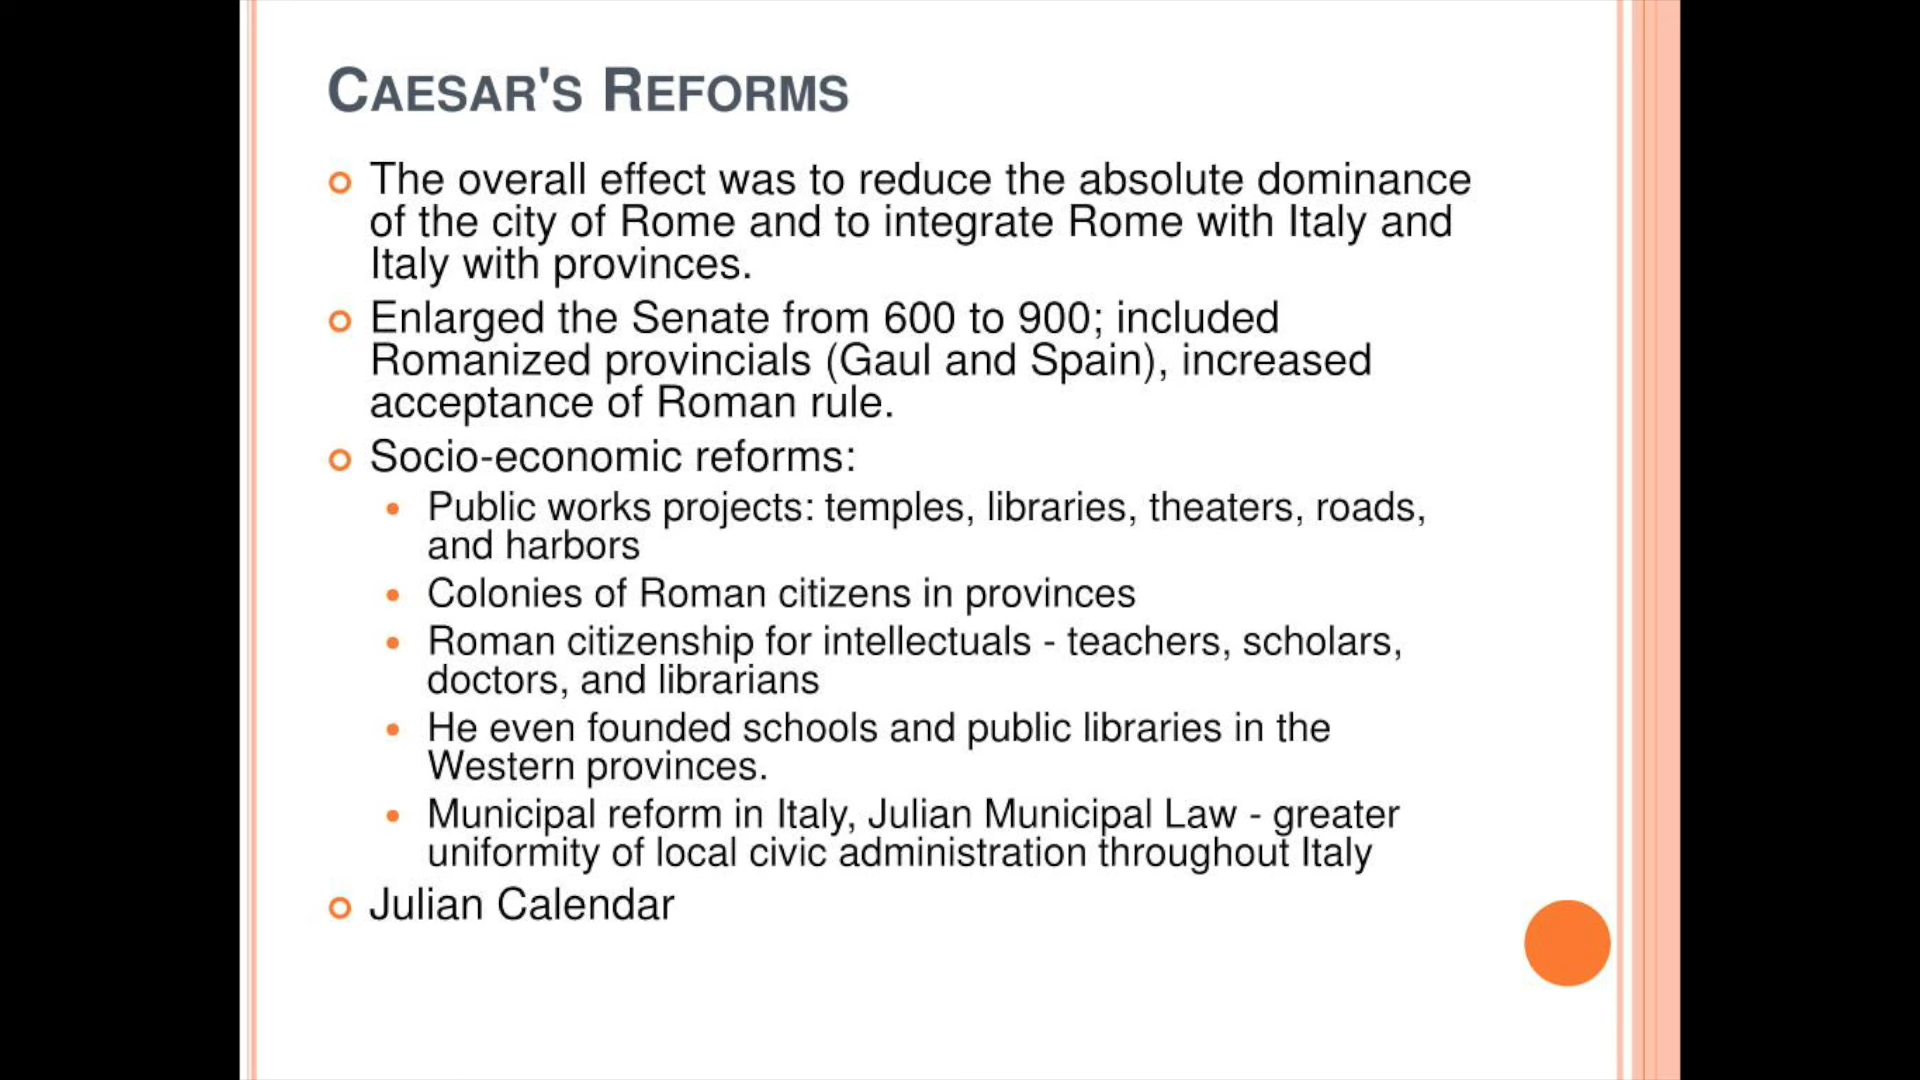 CAESAR'S REFORMS
The overall effect was to reduce the absolute dominance
of the city of Rome and to integrate Rome with Italy and
Italy with provinces.
Enlarged the Senate from 600 to 900; included
Romanized provincials (Gaul and Spain), increased
acceptance of Roman rule.
Socio-economic reforms:
Public works projects: temples, libraries, theaters, roads,
and harbors
Colonies of Roman citizens in provinces
Roman citizenship for intellectuals - teachers, scholars,
doctors, and librarians
He even founded schools and public libraries in the
Western provinces.
Municipal reform in Italy, Julian Municipal Law - greater
uniformity of local civic administration throughout Italy
Julian Calendar